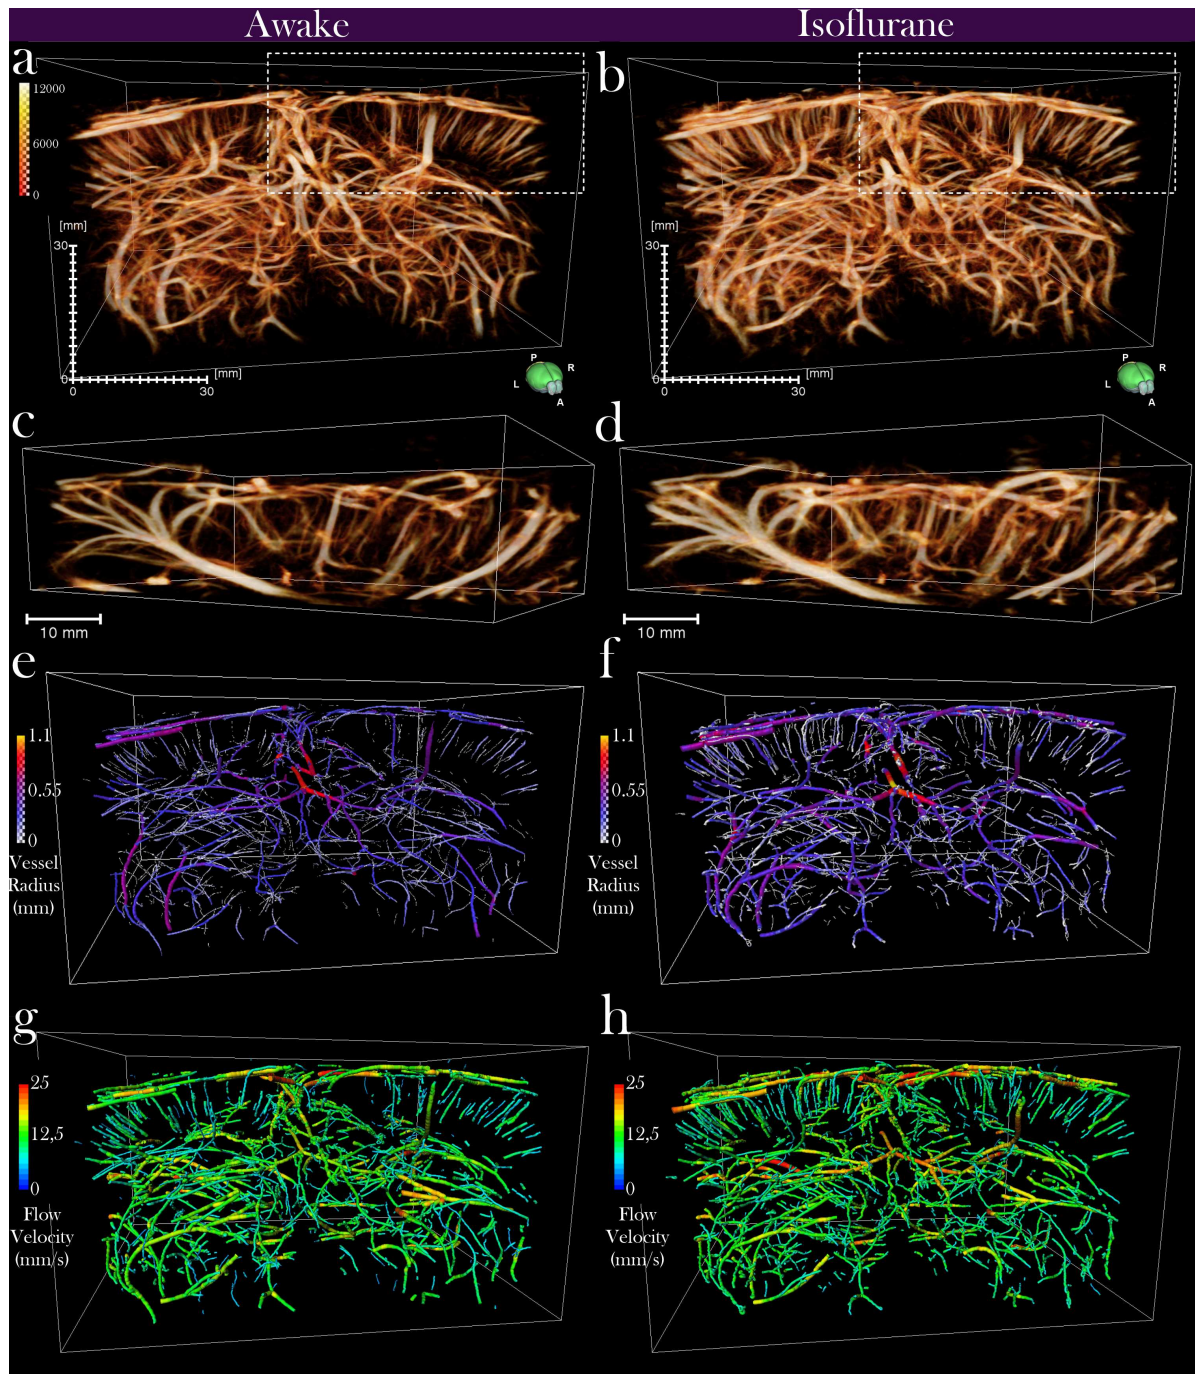 Awake
Isoflurane
a
b
12000
6000
0
[mm]
30
0
0
30
[mm]
P
R
L
A
[mm]
30
0
0
30
[mm]
P
R
L
A
c
d
10 mm
10 mm
e
f
1.1
0.55
0
Vessel
Radius
(mm)
1.1
0.55
0
Vessel
Radius
(mm)
g
h
25
12,5
0
Flow
Velocity
(mm/s)
25
12,5
0
Flow
Velocity
(mm/s)